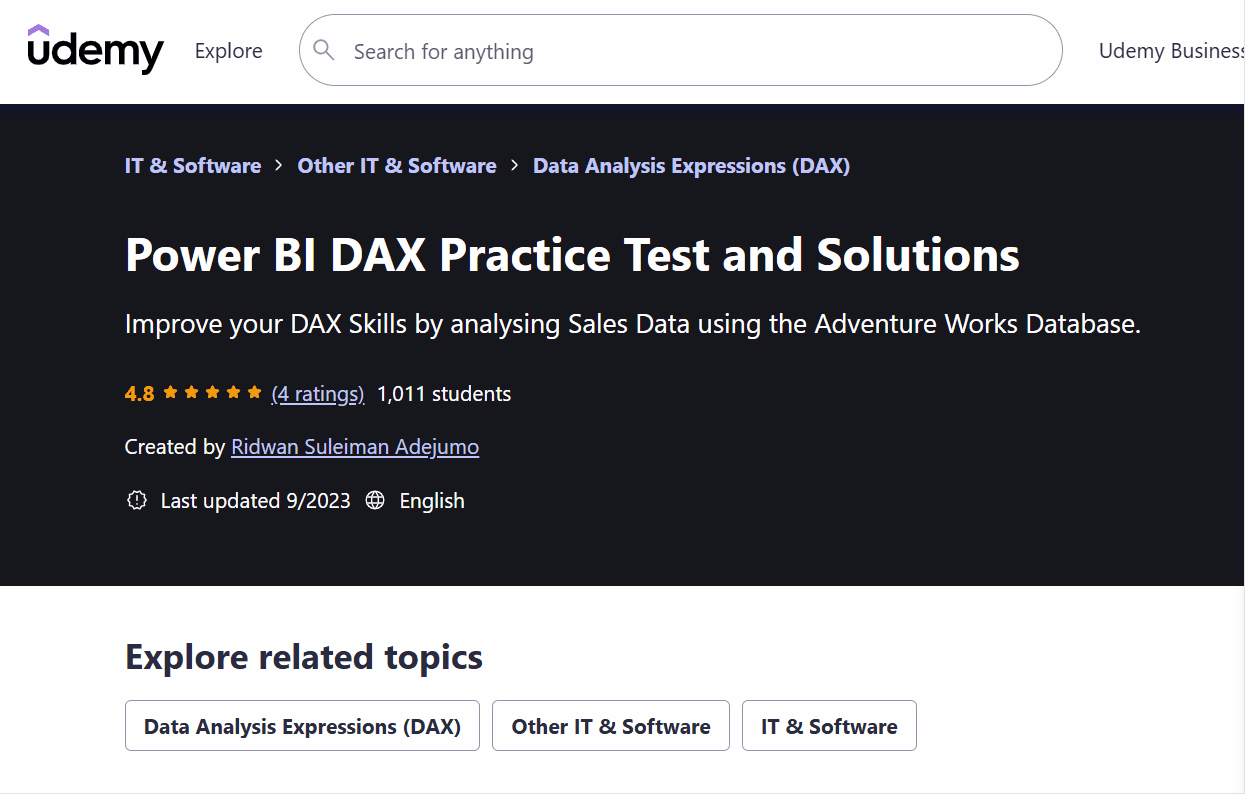 udemy Explore Search for anything Udemy Business
IT & Software > Other IT & Software > Data Analysis Expressions (DAX)
Power BI DAX Practice Test and Solutions
Improve your DAX Skills by analysing Sales Data using the Adventure Works Database.
4.8 (4 ratings) 1,011 students
Created by Ridwan Suleiman Adejumo
Last updated 9/2023 English
Explore related topics
Data Analysis Expressions (DAX) Other IT & Software IT & Software